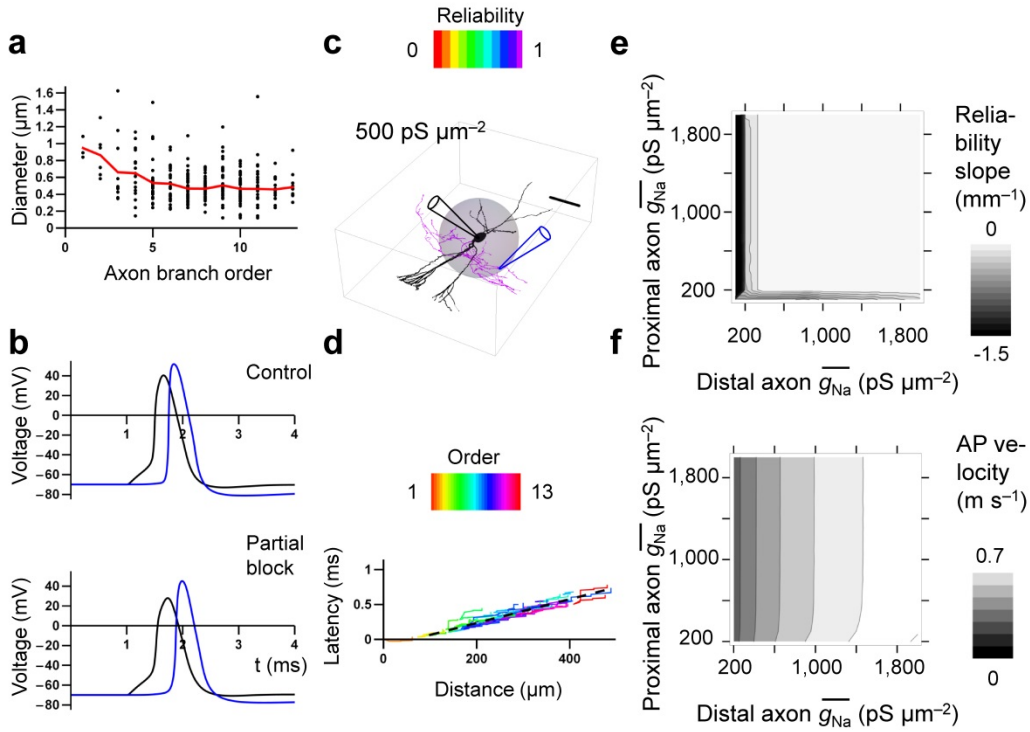 a
Diameter (µm)
1.6
1.4
1.2
1
0.8
0.6
0.4
0.2
0
0
5
10
Axon branch order
b
Control
Voltage (mV)
40
20
0
−20
−40
−60
−80
1
2
3
4
Partial
block
Voltage (mV)
40
20
0
−20
−40
−60
−80
1
2
3
4
t (ms)
c
Reliability
0
1
500 pS µm⁻²
d
Order
1
13
Latency (ms)
1
0.5
0
0
200
400
Distance (µm)
e
Proximal axon g̅Na (pS µm⁻²)
1,800
1,000
200
200
1,000
1,800
Distal axon g̅Na (pS µm⁻²)
Relia-
bility
slope
(mm⁻¹)
0
-1.5
f
Proximal axon g̅Na (pS µm⁻²)
1,800
1,000
200
200
1,000
1,800
Distal axon g̅Na (pS µm⁻²)
AP ve-
locity
(m s⁻¹)
0.7
0